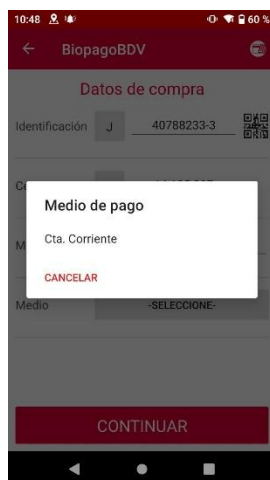 10:48 60 %
BiopagoBDV
Datos de compra
Identificación J 40788233-3
Medio de pago
Cta. Corriente
CANCELAR
Medio -SELECCIONE-
CONTINUAR